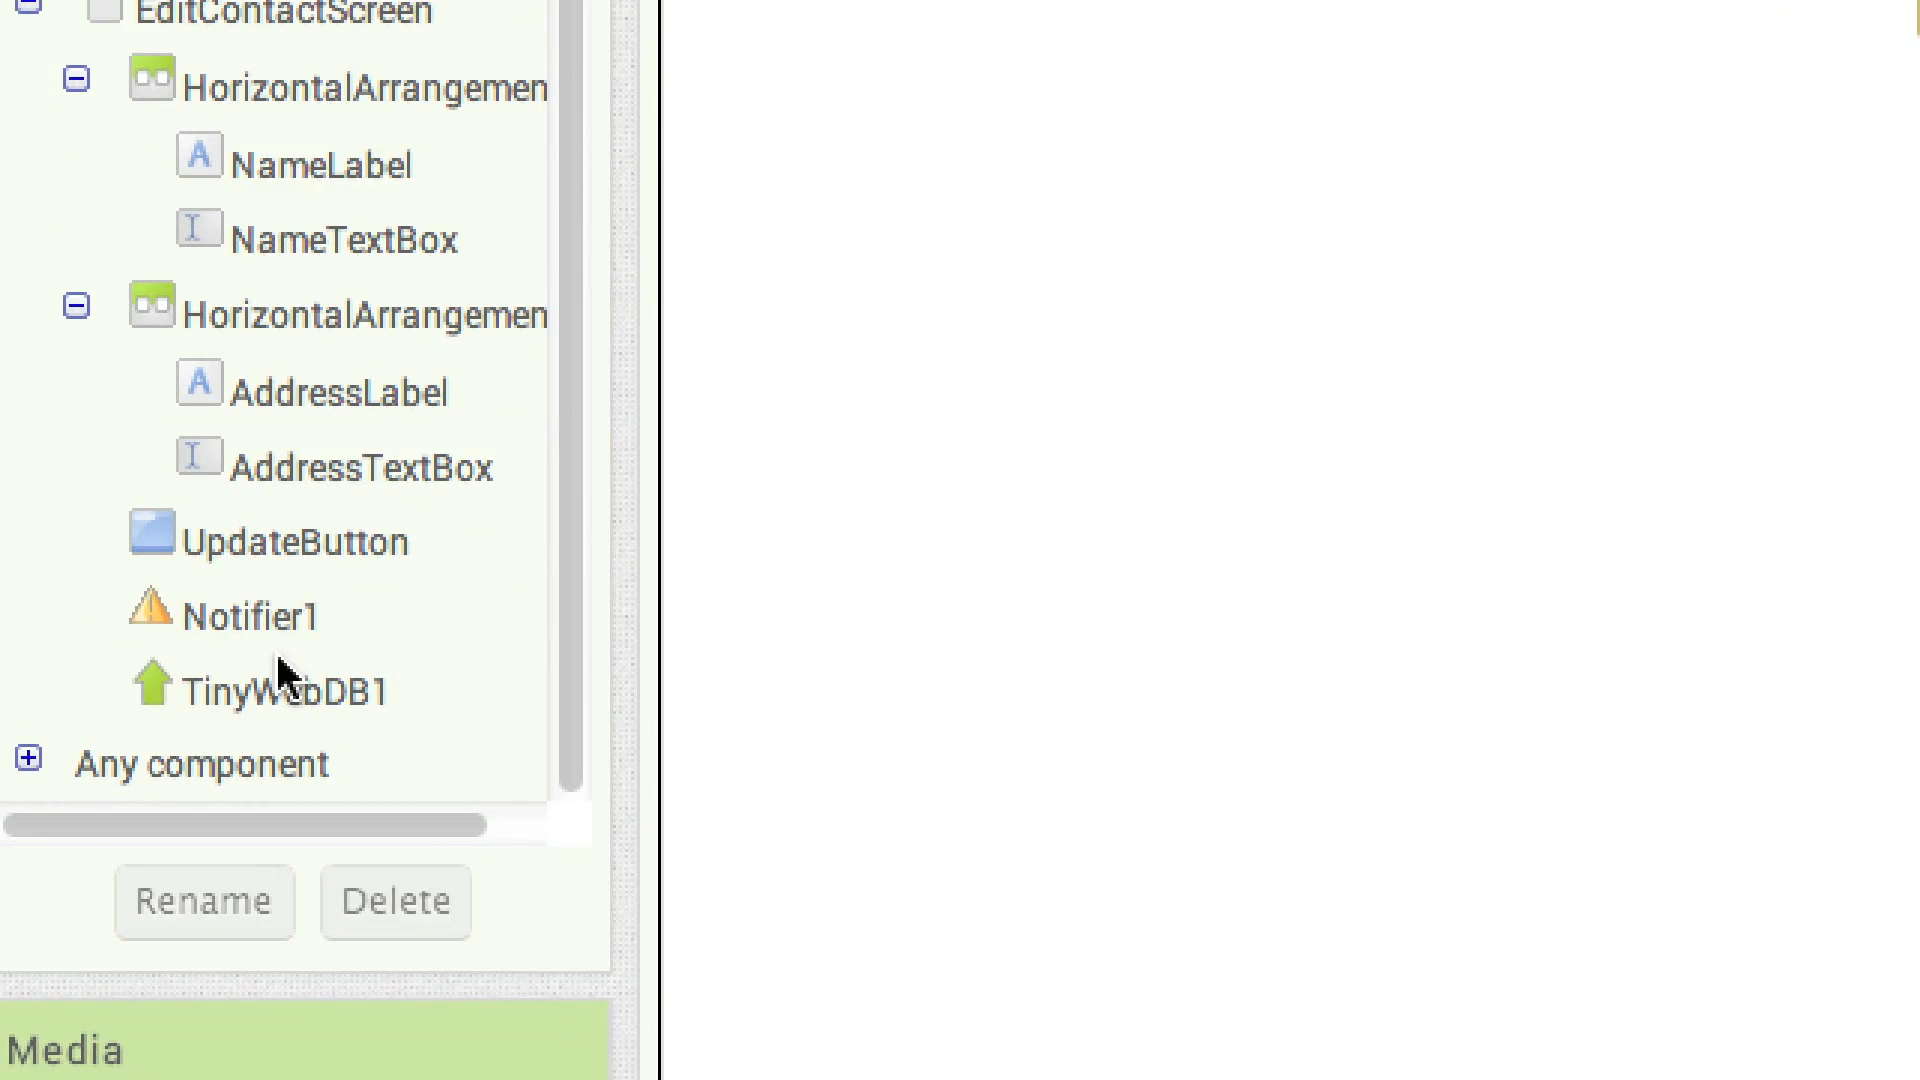 EditContactScreen
HorizontalArrangemen
NameLabel
NameTextBox
HorizontalArrangemen
AddressLabel
AddressTextBox
UpdateButton
Notifier1
TinyWebDB1
Any component
Rename Delete
Media